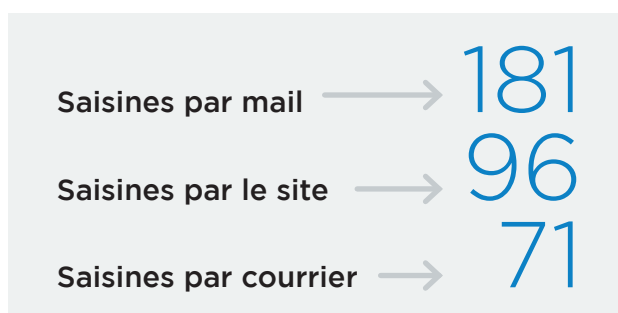 Saisines par mail 181
Saisines par le site 96
Saisines par courrier 71